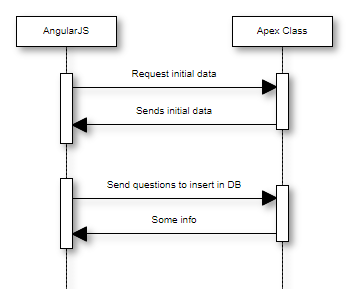 AngularJS
Apex Class
Request initial data
Sends initial data
Send questions to insert in DB
Some info